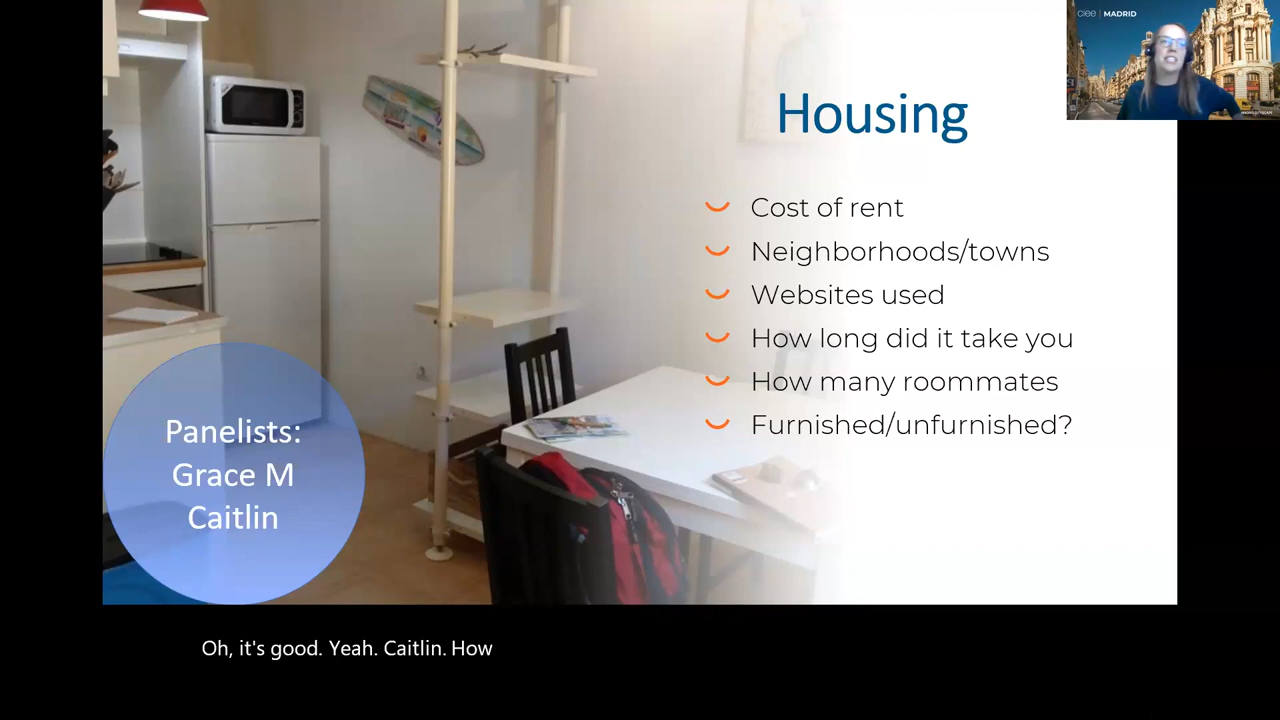 ciee | MADRID
Housing
Cost of rent
Neighborhoods/towns
Websites used
How long did it take you
How many roommates
Furnished/unfurnished?
Panelists:
Grace M
Caitlin
Oh, it's good. Yeah. Caitlin. How